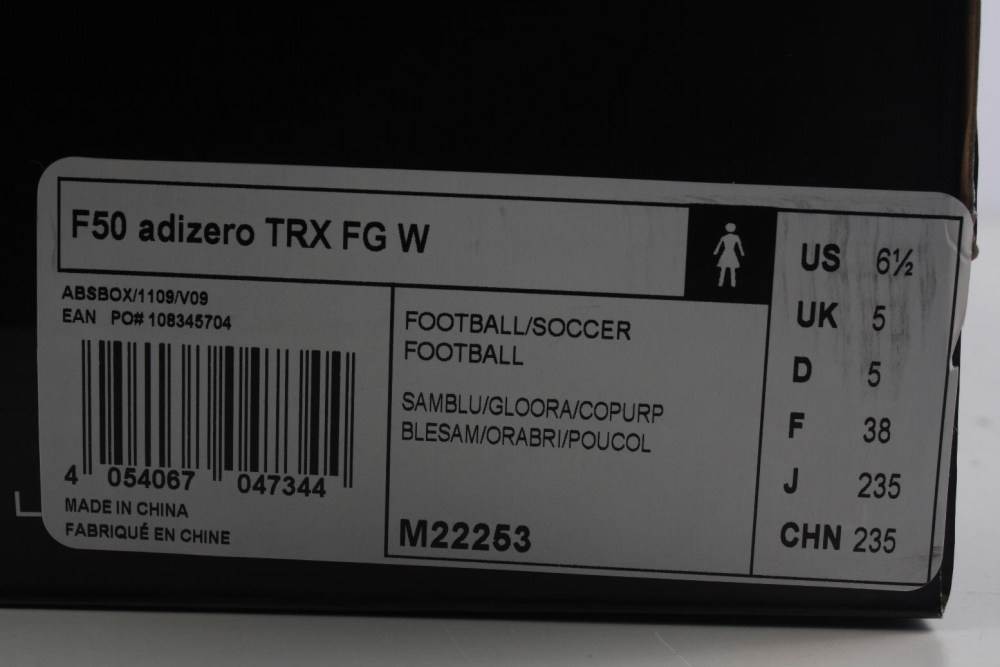 F50 adizero TRX FG W
ABSBOX/1109/V09
EAN PO# 108345704
4 054067 047344
MADE IN CHINA
FABRIQUÉ EN CHINE
FOOTBALL/SOCCER
FOOTBALL
SAMBLU/GLOORA/COPURP
BLESAM/ORABRI/POUCOL
M22253
US 6½
UK 5
D 5
F 38
J 235
CHN 235